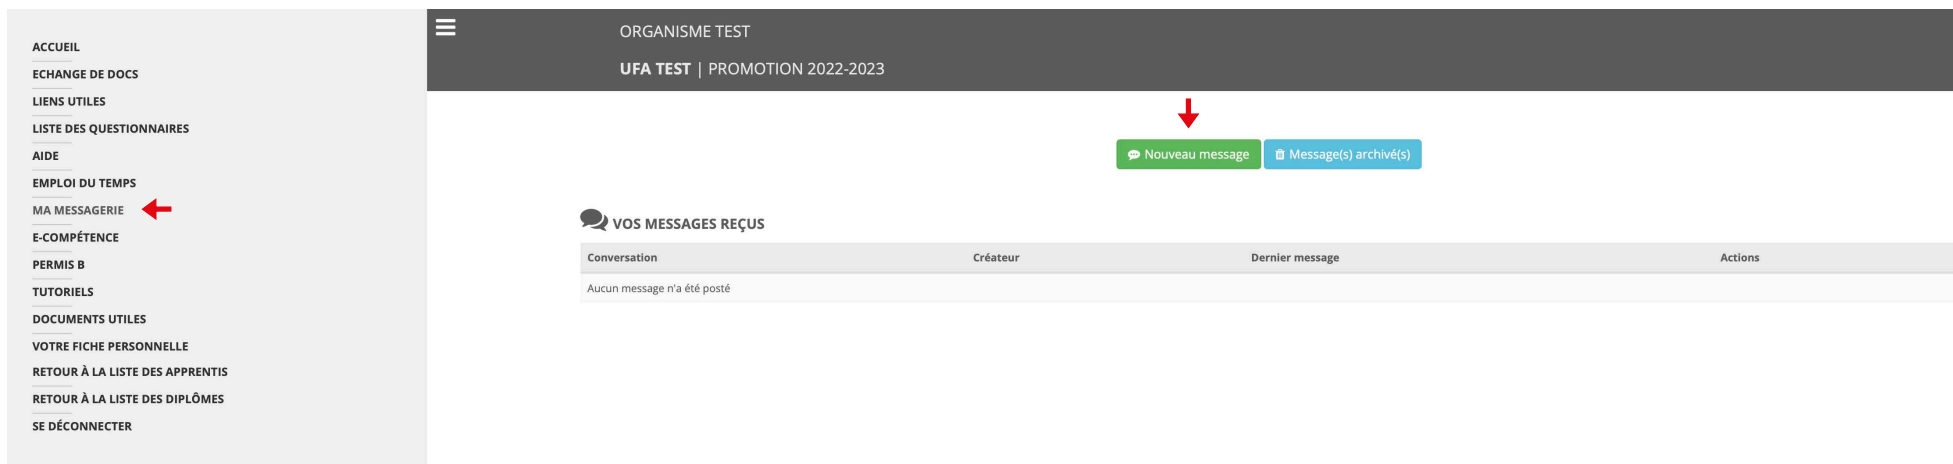 ACCUEIL
ECHANGE DE DOCS
LIENS UTILES
LISTE DES QUESTIONNAIRES
AIDE
EMPLOI DU TEMPS
MA MESSAGERIE
E-COMPÉTENCE
PERMIS B
TUTORIELS
DOCUMENTS UTILES
VOTRE FICHE PERSONNELLE
RETOUR À LA LISTE DES APPRENTIS
RETOUR À LA LISTE DES DIPLÔMES
SE DÉCONNECTER
ORGANISME TEST
UFA TEST | PROMOTION 2022-2023
Nouveau message Message(s) archivé(s)
VOS MESSAGES REÇUS
Conversation Créateur Dernier message Actions
Aucun message n'a été posté